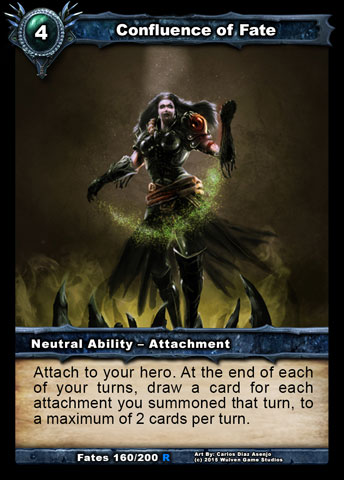 4
Confluence of Fate
Neutral Ability – Attachment
Attach to your hero. At the end of each
of your turns, draw a card for each
attachment you summoned that turn, to
a maximum of 2 cards per turn.
Fates 160/200 R
Art By: Carlos Diaz Asenjo
(c) 2015 Wulven Game Studios